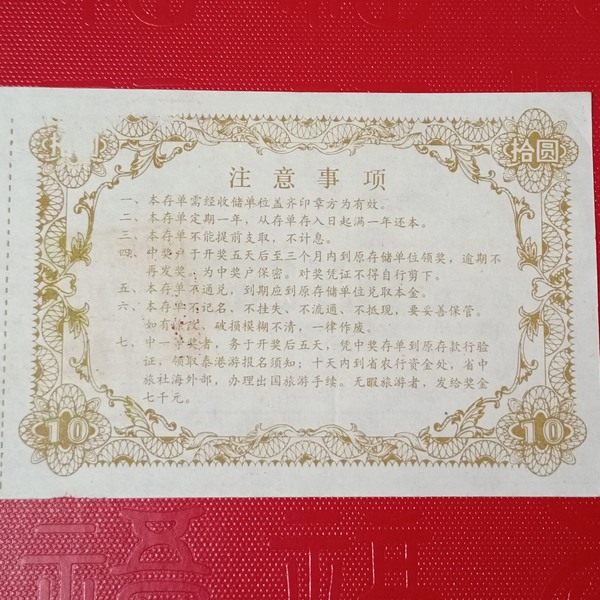 拾圆
注意事项
一、本存单需经收储单位盖齐印章方为有效。
二、本存单定期一年，从存单存入日起满一年还本。
三、本存单不能提前支取，不计息。
四、中奖户于开奖五天后至三个月内到原存储单位领奖，逾期不
再发奖，为中奖户保密。对奖凭证不得自行剪下。
五、本存单不通兑，到期应到原存储单位兑取本金。
六、本存单不记名、不挂失、不流通、不抵现，要妥善保管。
如有 改 破损模糊不清，一律作废。
七、中一等奖者，务于开奖后五天，凭中奖存单到原存款行验
证，领取泰港游报名须知；十天内到省农行资金处，省中
旅社海外部，办理出国旅游手续。无暇旅游者，发给奖金
七千元。
10
10